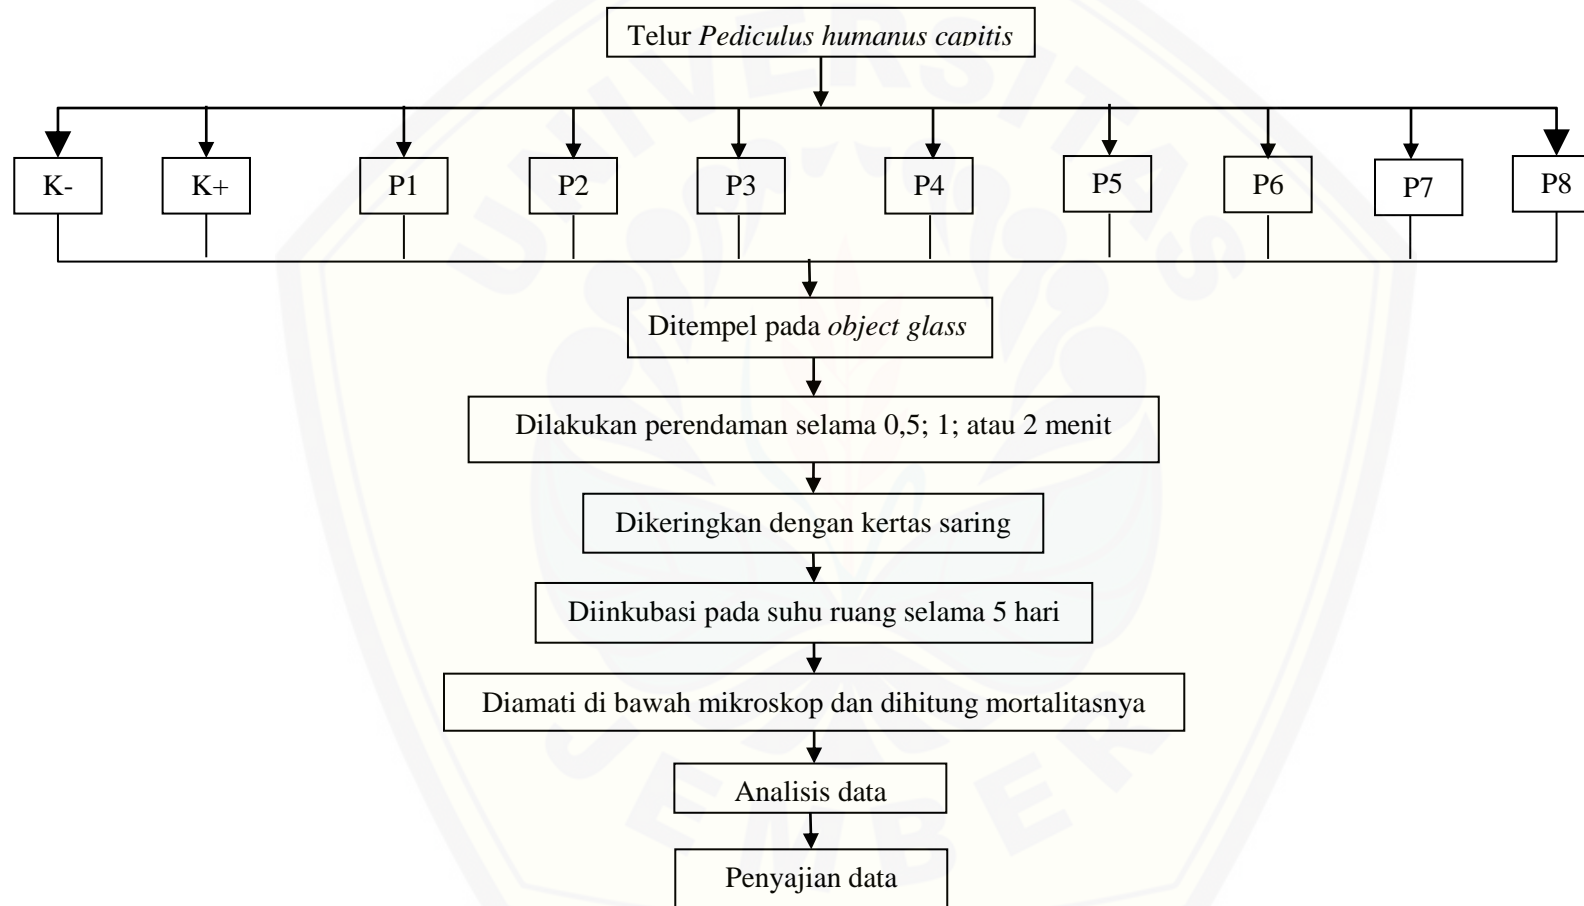 Telur Pediculus humanus capitis
K- K+ P1 P2 P3 P4 P5 P6 P7 P8
Ditempel pada object glass
Dilakukan perendaman selama 0,5; 1; atau 2 menit
Dikeringkan dengan kertas saring
Diinkubasi pada suhu ruang selama 5 hari
Diamati di bawah mikroskop dan dihitung mortalitasnya
Analisis data
Penyajian data
UNIVERSITAS
JEMBER